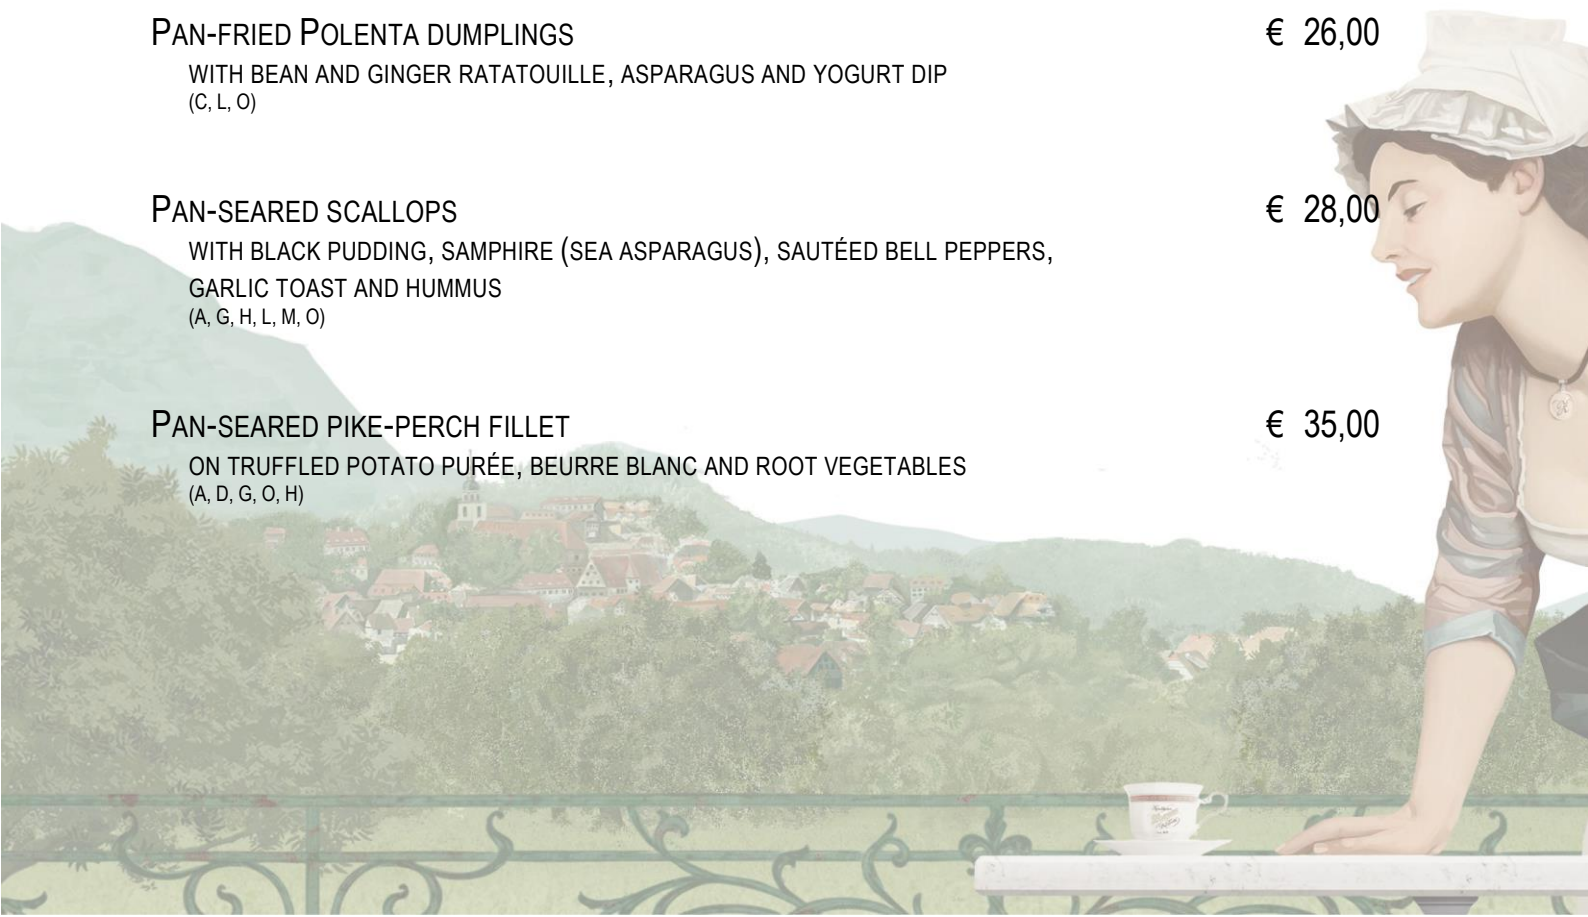 PAN-FRIED POLENTA DUMPLINGS € 26,00
WITH BEAN AND GINGER RATATOUILLE, ASPARAGUS AND YOGURT DIP
(C, L, O)
PAN-SEARED SCALLOPS € 28,00
WITH BLACK PUDDING, SAMPHIRE (SEA ASPARAGUS), SAUTÉED BELL PEPPERS,
GARLIC TOAST AND HUMMUS
(A, G, H, L, M, O)
PAN-SEARED PIKE-PERCH FILLET € 35,00
ON TRUFFLED POTATO PURÉE, BEURRE BLANC AND ROOT VEGETABLES
(A, D, G, O, H)